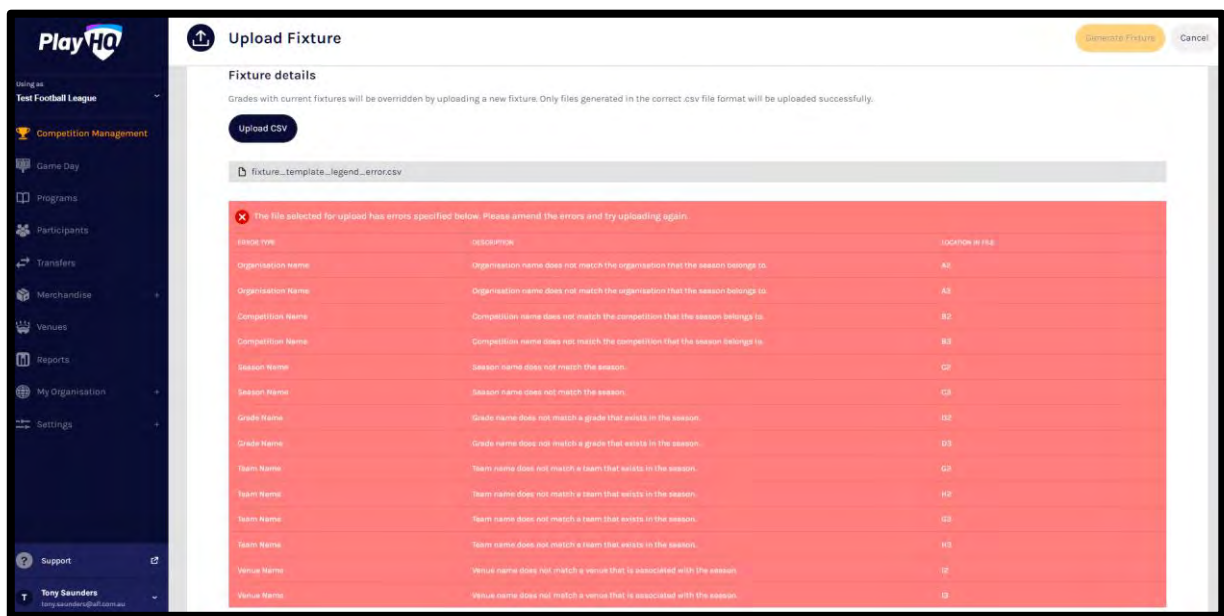 PlayHQ
Upload Fixture
Generate Fixture
Cancel
Using as
Test Football League
Competition Management
Game Day
Programs
Participants
Transfers
Merchandise +
Venues
Reports
My Organisation +
Settings +
Support
T Tony Saunders
tony.saunders@afl.com.au
Fixture details
Grades with current fixtures will be overridden by uploading a new fixture. Only files generated in the correct .csv file format will be uploaded successfully.
Upload CSV
fixture_template_legend_error.csv
The file selected for upload has errors specified below. Please amend the errors and try uploading again.
ERROR TYPE DESCRIPTION LOCATION IN FILE
Organisation Name Organisation name does not match the organisation that the season belongs to. A2
Organisation Name Organisation name does not match the organisation that the season belongs to. A3
Competition Name Competition name does not match the competition that the season belongs to. B2
Competition Name Competition name does not match the competition that the season belongs to. B3
Season Name Season name does not match the season. C2
Season Name Season name does not match the season. C3
Grade Name Grade name does not match a grade that exists in the season. D2
Grade Name Grade name does not match a grade that exists in the season. D3
Team Name Team name does not match a team that exists in the season.
Team Name Team name does not match a team that exists in the season. H2
Team Name Team name does not match a team that exists in the season. G3
Team Name Team name does not match a team that exists in the season. H3
Venue Name Venue name does not match a venue that is associated with the season. I2
Venue Name Venue name does not match a venue that is associated with the season. I3